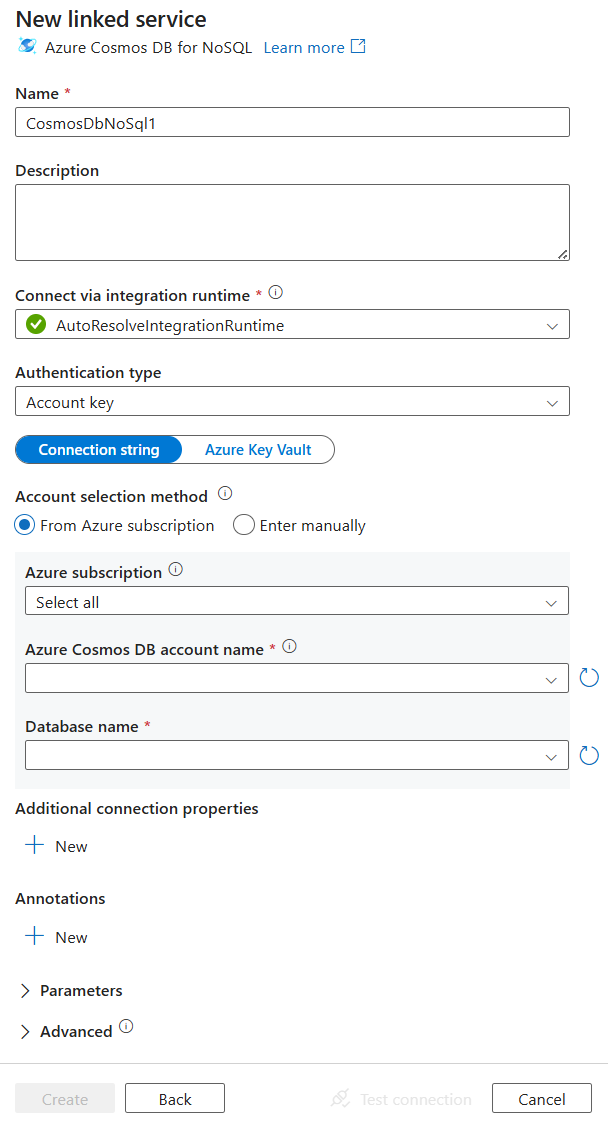 New linked service
Azure Cosmos DB for NoSQL Learn more
Name *
CosmosDbNoSql1
Description
Connect via integration runtime *
AutoResolveIntegrationRuntime
Authentication type
Account key
Connection string Azure Key Vault
Account selection method
From Azure subscription Enter manually
Azure subscription
Select all
Azure Cosmos DB account name *
Database name *
Additional connection properties
New
Annotations
New
Parameters
Advanced
Create Back Test connection Cancel